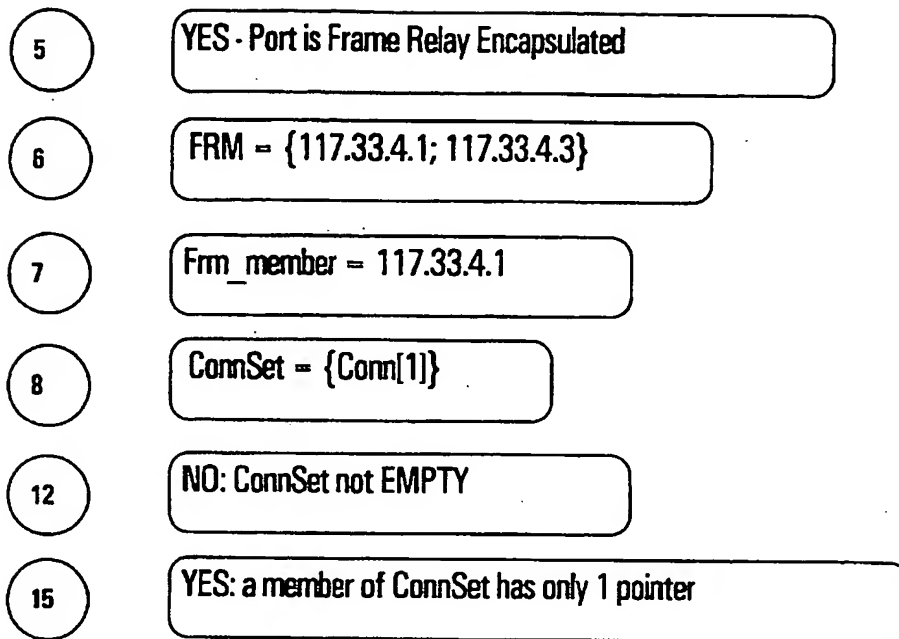 5
YES - Port is Frame Relay Encapsulated
6
FRM = {117.33.4.1; 117.33.4.3}
7
Frm_member = 117.33.4.1
8
ConnSet = {Conn[1]}
12
NO: ConnSet not EMPTY
15
YES: a member of ConnSet has only 1 pointer